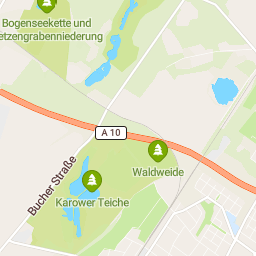 Bogenseekette und
etzengrabenniederung
A 10
Waldweide
Bucher Straße
Karower Teiche